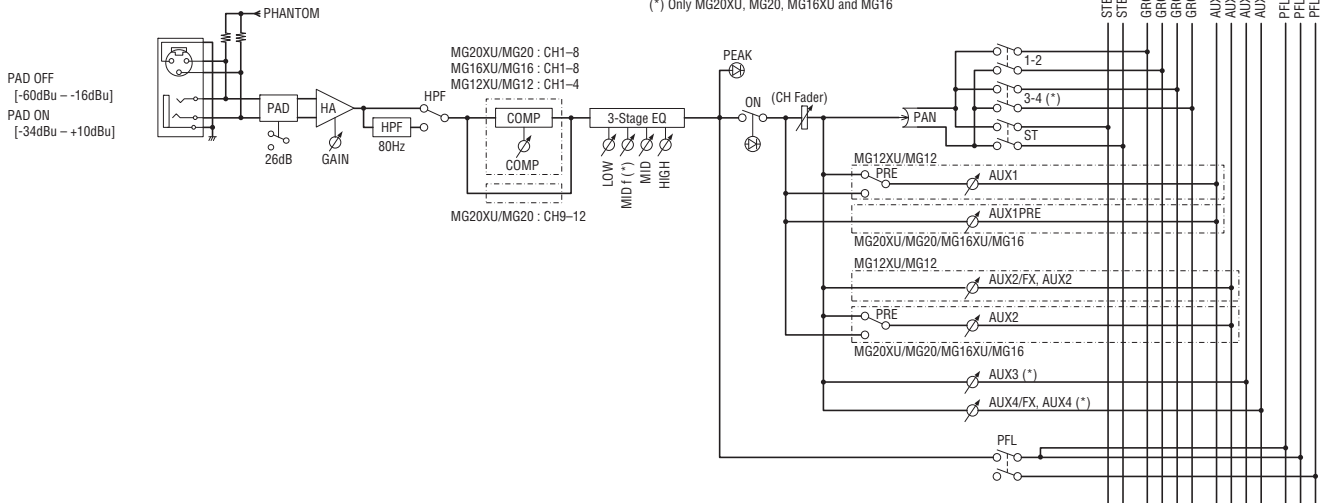 (*) Only MG20XU, MG20, MG16XU and MG16
PHANTOM
PAD OFF
[-60dBu – -16dBu]
PAD ON
[-34dBu – +10dBu]
PAD
26dB
HA
GAIN
HPF
80Hz
HPF
MG20XU/MG20 : CH1–8
MG16XU/MG16 : CH1–8
MG12XU/MG12 : CH1–4
COMP
COMP
MG20XU/MG20 : CH9–12
3-Stage EQ
LOW
MID f (*)
MID
HIGH
PEAK
ON
(CH Fader)
PAN
1-2
3-4 (*)
ST
MG12XU/MG12
PRE
AUX1
AUX1PRE
MG20XU/MG20/MG16XU/MG16
MG12XU/MG12
AUX2/FX, AUX2
PRE
AUX2
MG20XU/MG20/MG16XU/MG16
AUX3 (*)
AUX4/FX, AUX4 (*)
PFL
PFL
PFL
PFL